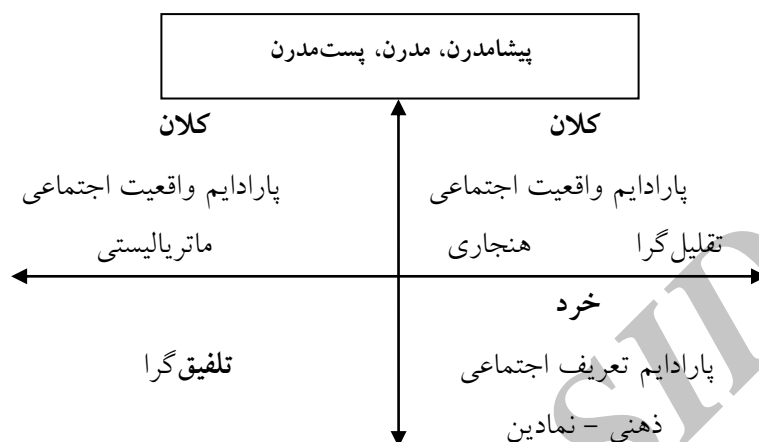 پیشامدرن، مدرن، پست‌مدرن
کلان
کلان
پارادایم واقعیت اجتماعی
پارادایم واقعیت اجتماعی
تقلیل‌گرا هنجاری
ماتریالیستی
خرد
پارادایم تعریف اجتماعی
تلفیق‌گرا
ذهنی – نمادین
SID